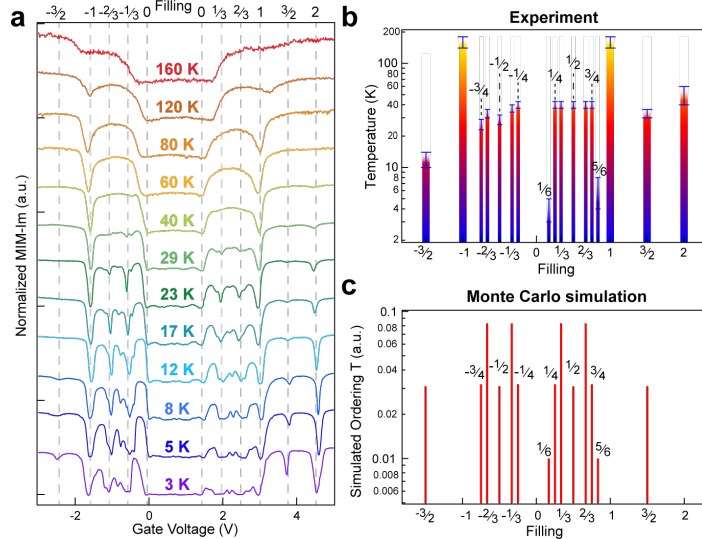 a
Filling
-3⁄2 -1 -2⁄3 -1⁄3 0 0 1⁄3 2⁄3 1 3⁄2 2
160 K
120 K
80 K
60 K
40 K
29 K
23 K
17 K
12 K
8 K
5 K
3 K
Normalized MIM-Im (a.u.)
-2 0 2 4
Gate Voltage (V)
b
Experiment
200
100
80
60
40
20
10
8
6
4
2
Temperature (K)
-3⁄4
-1⁄2
-1⁄4
1⁄4
1⁄2
3⁄4
1⁄6
5⁄6
-3⁄2 -1 -2⁄3 -1⁄3 0 1⁄3 2⁄3 1 3⁄2 2
Filling
c
Monte Carlo simulation
0.1
0.08
0.06
0.04
0.02
0.01
0.008
0.006
Simulated Ordering T (a.u.)
-3⁄4
-1⁄2
-1⁄4
1⁄4
1⁄2
3⁄4
1⁄6
5⁄6
-3⁄2 -1 -2⁄3 -1⁄3 0 1⁄3 2⁄3 1 3⁄2 2
Filling